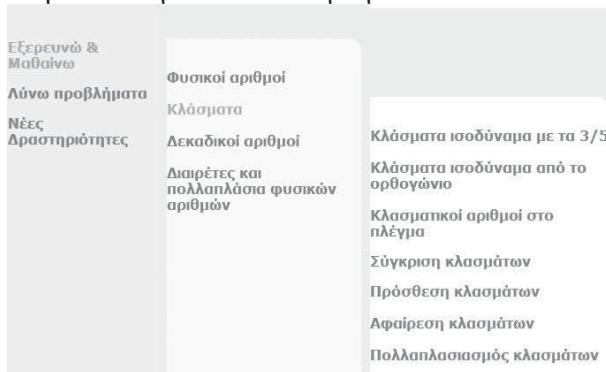 Εξερευνώ &
Μαθαίνω
Λύνω προβλήματα
Νέες
Δραστηριότητες
Φυσικοί αριθμοί
Κλάσματα
Δεκαδικοί αριθμοί
Διαιρέτες και
πολλαπλάσια φυσικών
αριθμών
Κλάσματα ισοδύναμα με τα 3/5
Κλάσματα ισοδύναμα από το
ορθογώνιο
Κλασματικοί αριθμοί στο
πλέγμα
Σύγκριση κλασμάτων
Πρόσθεση κλασμάτων
Αφαίρεση κλασμάτων
Πολλαπλασιασμός κλασμάτων